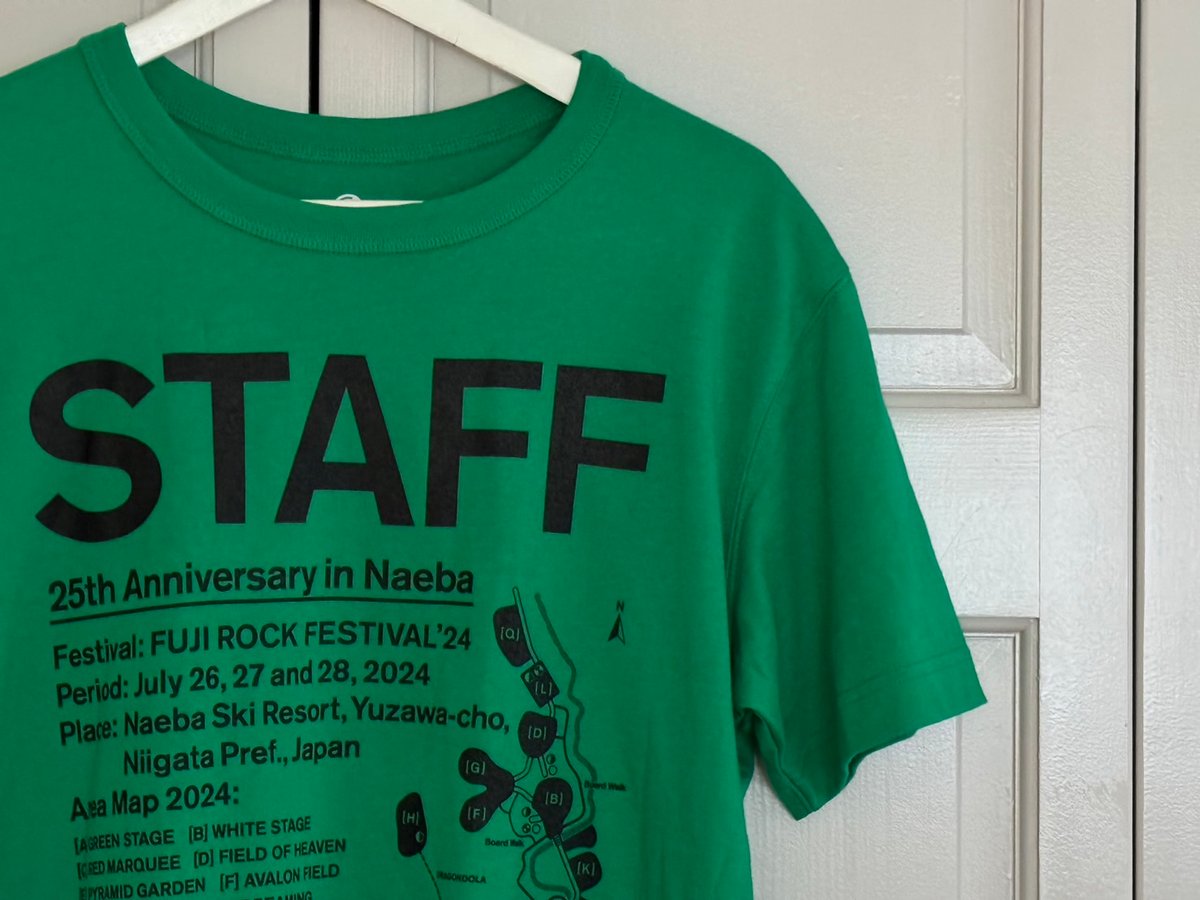 STAFF
25th Anniversary in Naeba
Festival: FUJI ROCK FESTIVAL'24
Period: July 26, 27 and 28, 2024
Place: Naeba Ski Resort, Yuzawa-cho,
Niigata Pref., Japan
Area Map 2024:
[A] GREEN STAGE [B] WHITE STAGE
[C] RED MARQUEE [D] FIELD OF HEAVEN
[E] PYRAMID GARDEN [F] AVALON FIELD
N
[Q]
[L]
[D]
[G]
[B]
Board Walk
[F]
[H]
Board Walk
[K]